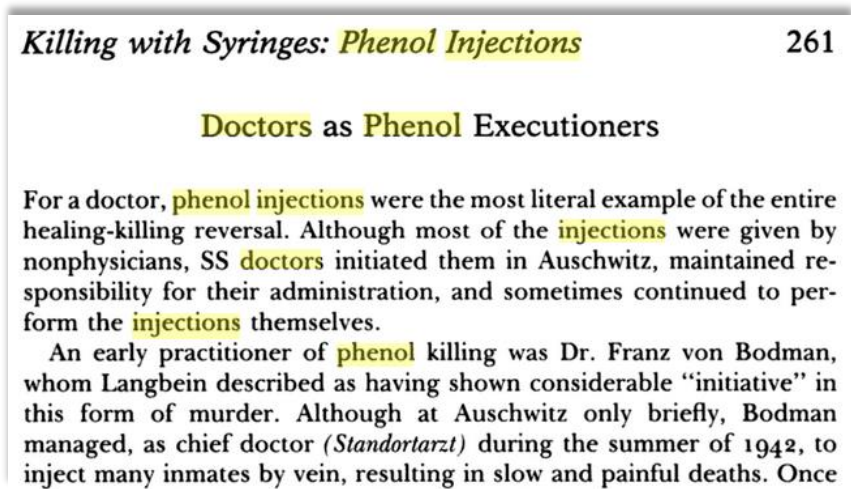 Killing with Syringes: Phenol Injections 261
Doctors as Phenol Executioners
For a doctor, phenol injections were the most literal example of the entire
healing-killing reversal. Although most of the injections were given by
nonphysicians, SS doctors initiated them in Auschwitz, maintained re-
sponsibility for their administration, and sometimes continued to per-
form the injections themselves.
An early practitioner of phenol killing was Dr. Franz von Bodman,
whom Langbein described as having shown considerable “initiative” in
this form of murder. Although at Auschwitz only briefly, Bodman
managed, as chief doctor (Standortarzt) during the summer of 1942, to
inject many inmates by vein, resulting in slow and painful deaths. Once